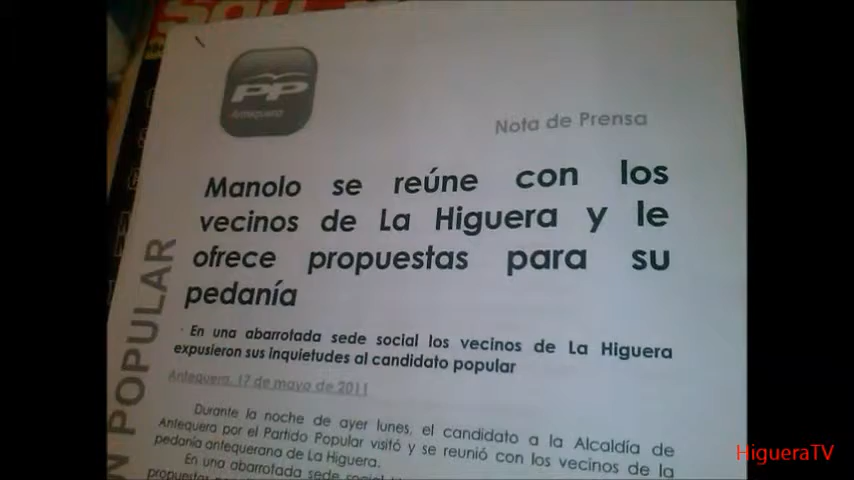 PP
Antequera
Nota de Prensa
Manolo se reúne con los
vecinos de La Higuera y le
ofrece propuestas para su
pedanía
· En una abarrotada sede social los vecinos de La Higuera
expusieron sus inquietudes al candidato popular
Antequera, 17 de mayo de 2011
Durante la noche de ayer lunes, el candidato a la Alcaldía de
Antequera por el Partido Popular visitó y se reunió con los vecinos de la
pedanía antequerana de La Higuera.
En una abarrotada sede social
propuestas
N POPULAR
HigueraTV